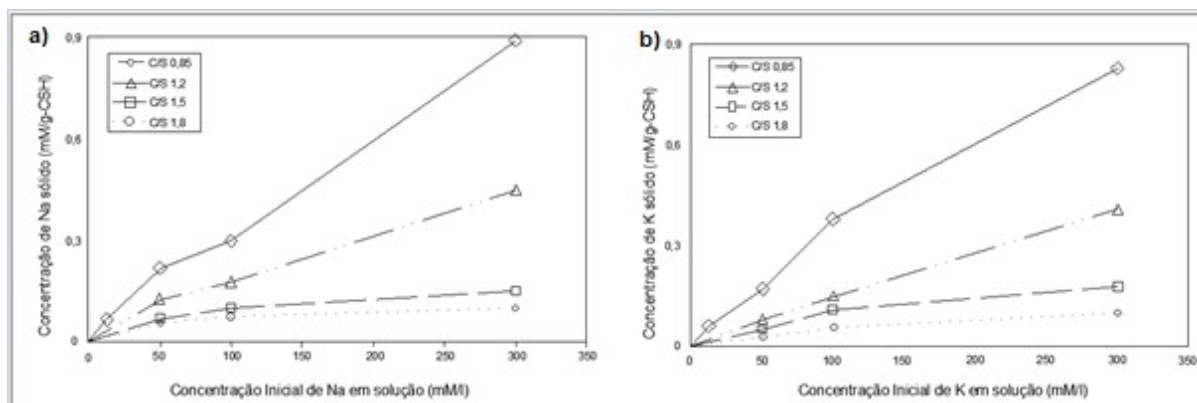 a)
0,9
0,6
0,3
0
C/S 0,85
C/S 1,2
C/S 1,5
C/S 1,8
Concentração de Na sólido (mM/g-CSH)
0 50 100 150 200 250 300 350
Concentração Inicial de Na em solução (mM/l)
b)
0,9
0,6
0,3
0
C/S 0,85
C/S 1,2
C/S 1,5
C/S 1,8
Concentração de K sólido (mM/g-CSH)
0 50 100 150 200 250 300 350
Concentração Inicial de K em solução (mM/l)